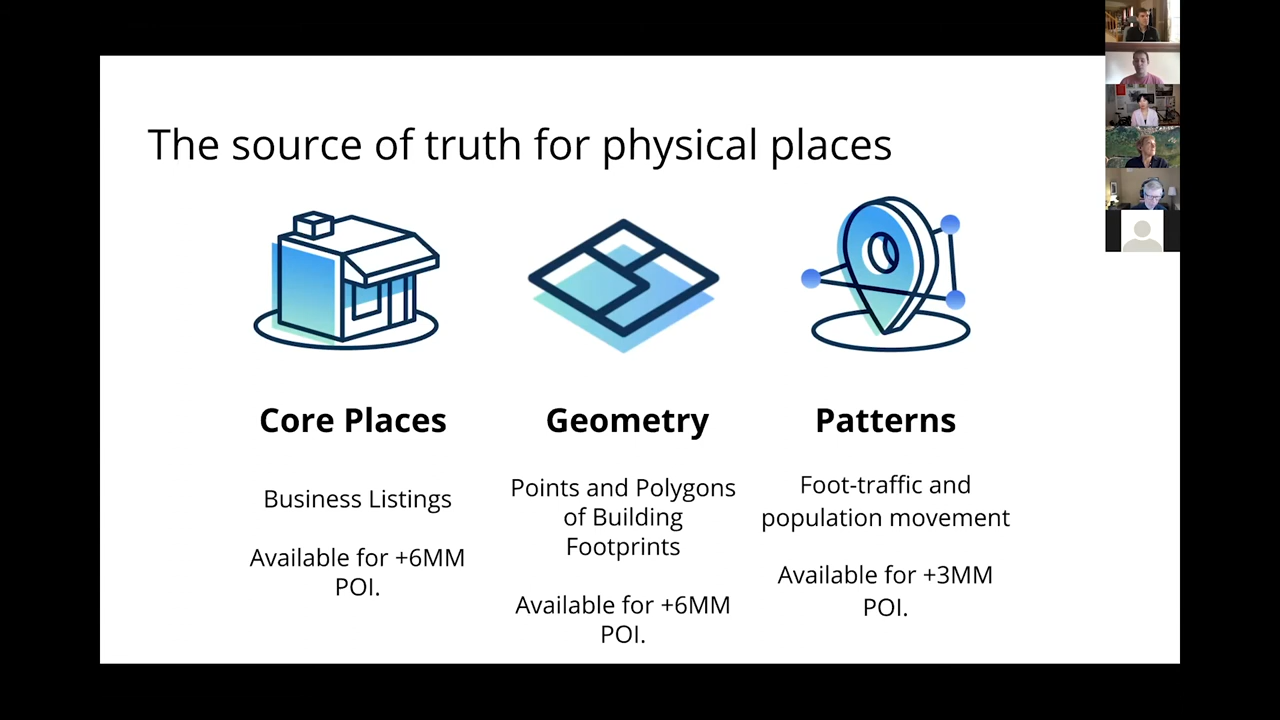 The source of truth for physical places
Core Places
Business Listings
Available for +6MM
POI.
Geometry
Points and Polygons
of Building
Footprints
Available for +6MM
POI.
Patterns
Foot-traffic and
population movement
Available for +3MM
POI.